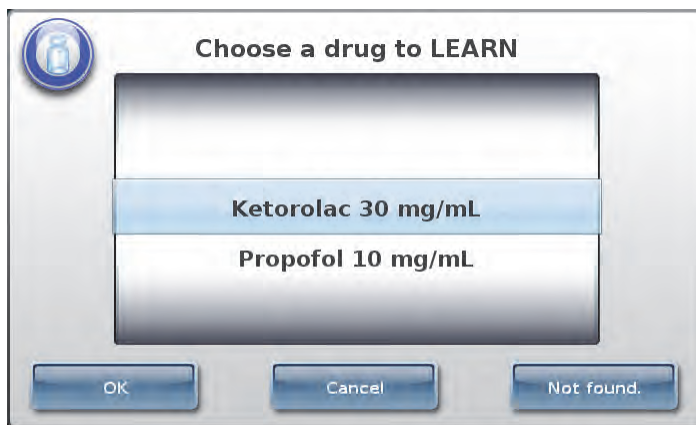 Choose a drug to LEARN
Ketorolac 30 mg/mL
Propofol 10 mg/mL
OK Cancel Not found.